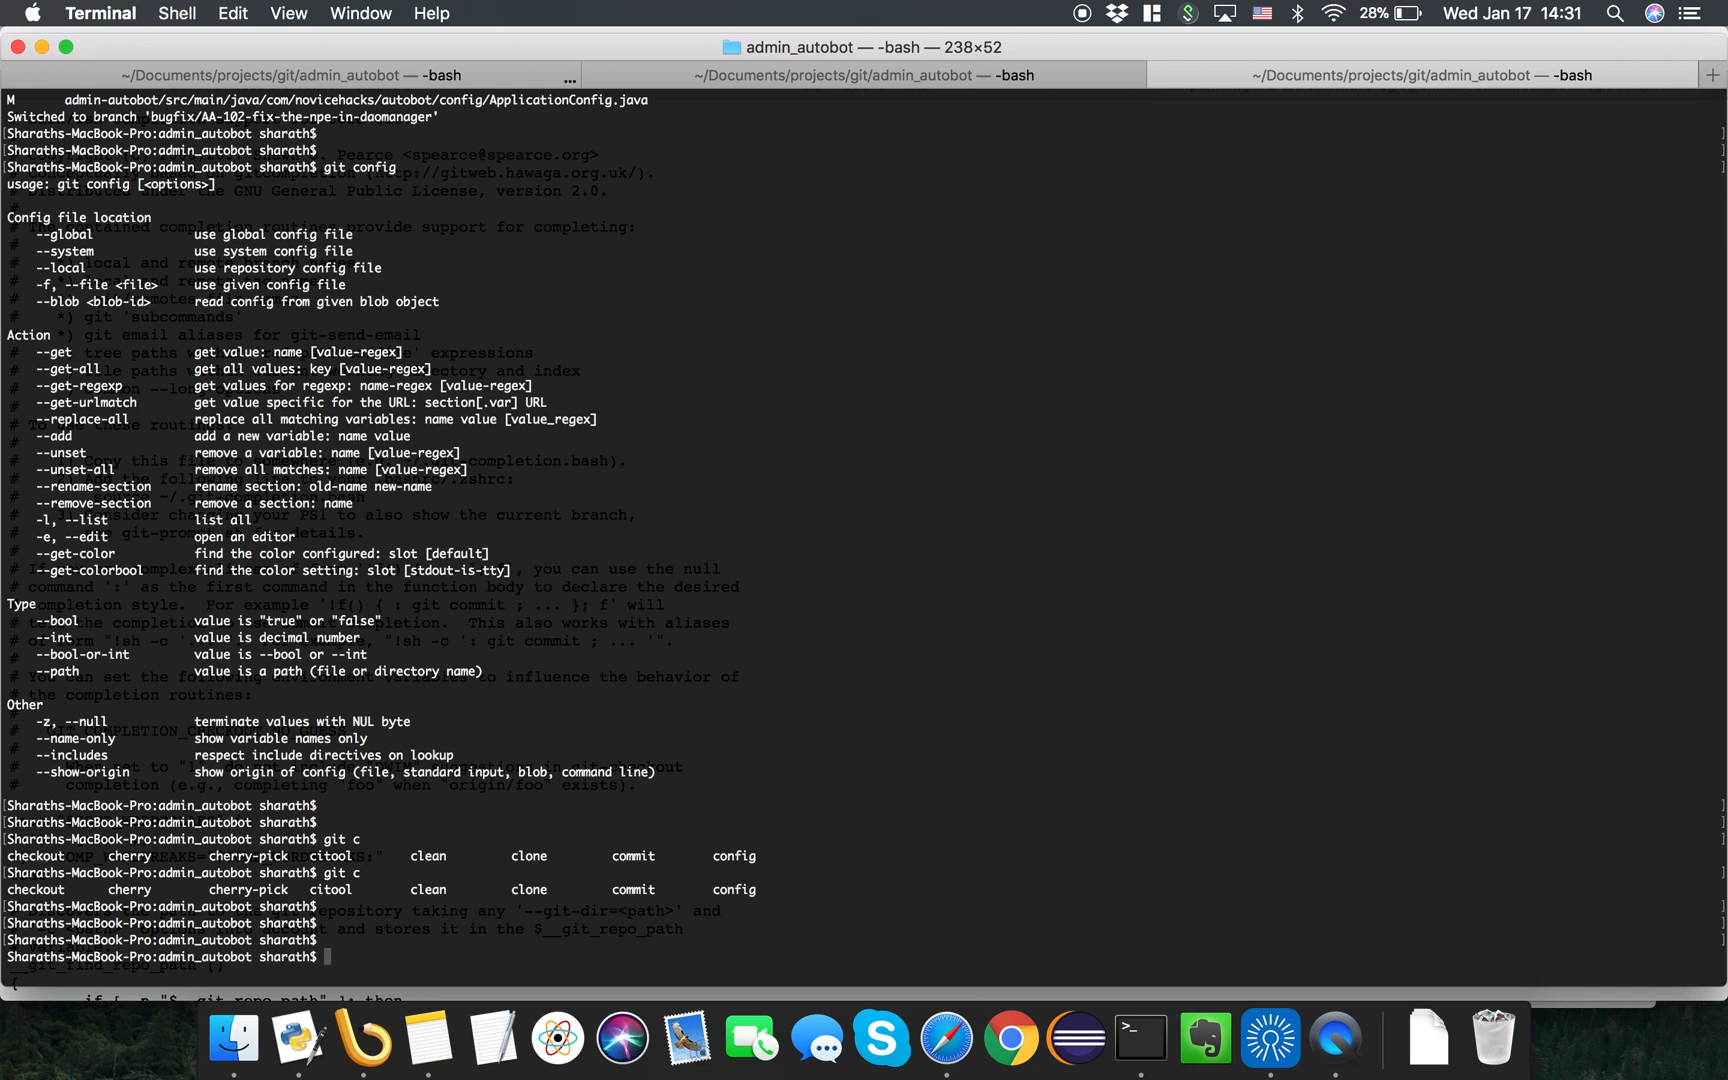 Terminal Shell Edit View Window Help 28% Wed Jan 17 14:31
admin_autobot — -bash — 238×52
~/Documents/projects/git/admin_autobot — -bash ... ~/Documents/projects/git/admin_autobot — -bash ~/Documents/projects/git/admin_autobot — -bash
M admin-autobot/src/main/java/com/novicehacks/autobot/config/ApplicationConfig.java
Switched to branch 'bugfix/AA-102-fix-the-npe-in-daomanager'
[Sharaths-MacBook-Pro:admin_autobot sharath$ ]
[Sharaths-MacBook-Pro:admin_autobot sharath$ ]
[Sharaths-MacBook-Pro:admin_autobot sharath$ git config ]
usage: git config [<options>]
Config file location
--global use global config file
--system use system config file
--local use repository config file
-f, --file <file> use given config file
--blob <blob-id> read config from given blob object
Action
--get get value: name [value-regex]
--get-all get all values: key [value-regex]
--get-regexp get values for regexp: name-regex [value-regex]
--get-urlmatch get value specific for the URL: section[.var] URL
--replace-all replace all matching variables: name value [value_regex]
--add add a new variable: name value
--unset remove a variable: name [value-regex]
--unset-all remove all matches: name [value-regex]
--rename-section rename section: old-name new-name
--remove-section remove a section: name
-l, --list list all
-e, --edit open an editor
--get-color find the color configured: slot [default]
--get-colorbool find the color setting: slot [stdout-is-tty]
Type
--bool value is "true" or "false"
--int value is decimal number
--bool-or-int value is --bool or --int
--path value is a path (file or directory name)
Other
-z, --null terminate values with NUL byte
--name-only show variable names only
--includes respect include directives on lookup
--show-origin show origin of config (file, standard input, blob, command line)
[Sharaths-MacBook-Pro:admin_autobot sharath$ ]
[Sharaths-MacBook-Pro:admin_autobot sharath$ ]
[Sharaths-MacBook-Pro:admin_autobot sharath$ git c ]
checkout cherry cherry-pick citool clean clone commit config
[Sharaths-MacBook-Pro:admin_autobot sharath$ git c ]
checkout cherry cherry-pick citool clean clone commit config
[Sharaths-MacBook-Pro:admin_autobot sharath$ ]
[Sharaths-MacBook-Pro:admin_autobot sharath$ ]
[Sharaths-MacBook-Pro:admin_autobot sharath$ ]
Sharaths-MacBook-Pro:admin_autobot sharath$